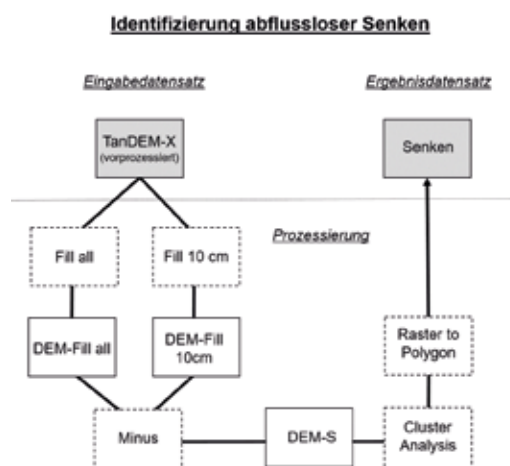 Identifizierung abflussloser Senken
Eingabedatensatz
Ergebnisdatensatz
TanDEM-X
(vorprozessiert)
Senken
Prozessierung
Fill all
Fill 10 cm
DEM-Fill all
DEM-Fill
10cm
Raster to
Polygon
Minus
DEM-S
Cluster
Analysis